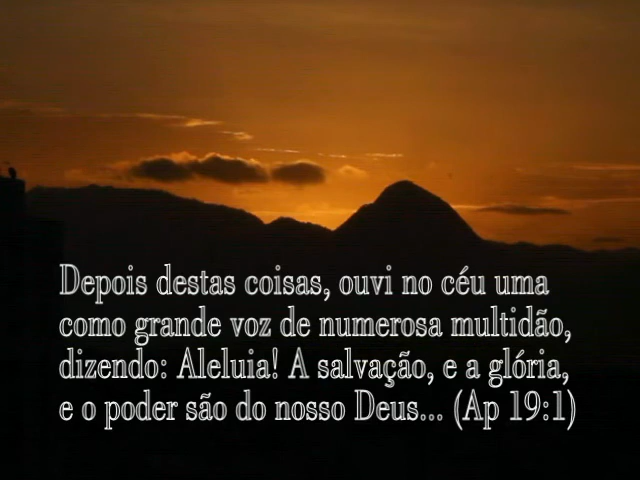 Depois destas coisas, ouvi no céu uma
como grande voz de numerosa multidão,
dizendo: Aleluia! A salvação, e a glória,
e o poder são do nosso Deus... (Ap 19:1)